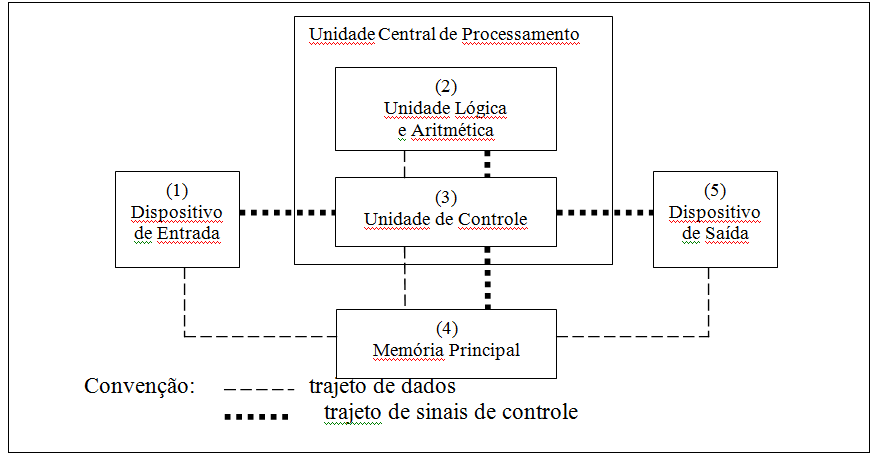 Unidade Central de Processamento
(2)
Unidade Lógica
e Aritmética
(1)
Dispositivo
de Entrada
(3)
Unidade de Controle
(5)
Dispositivo
de Saída
(4)
Memória Principal
Convenção:
trajeto de dados
trajeto de sinais de controle